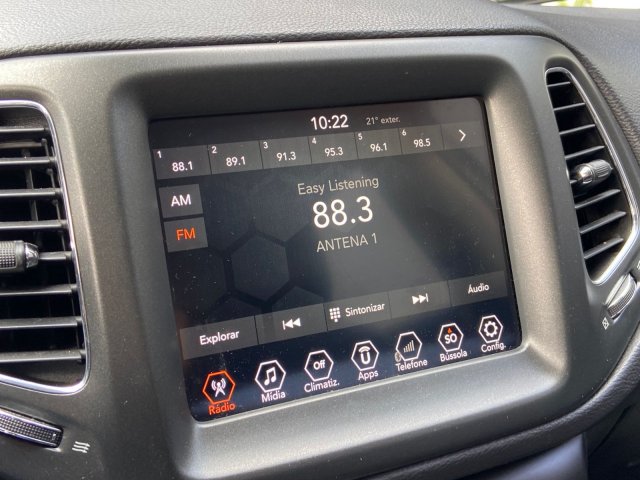 10:22 21° exter.
1 88.1 2 89.1 3 91.3 4 95.3 5 96.1 6 98.5
AM
Easy Listening
88.3
FM
ANTENA 1
Explorar Sintonizar Áudio
Off SO
Rádio Mídia Climatiz. Apps Telefone Bússola Config.